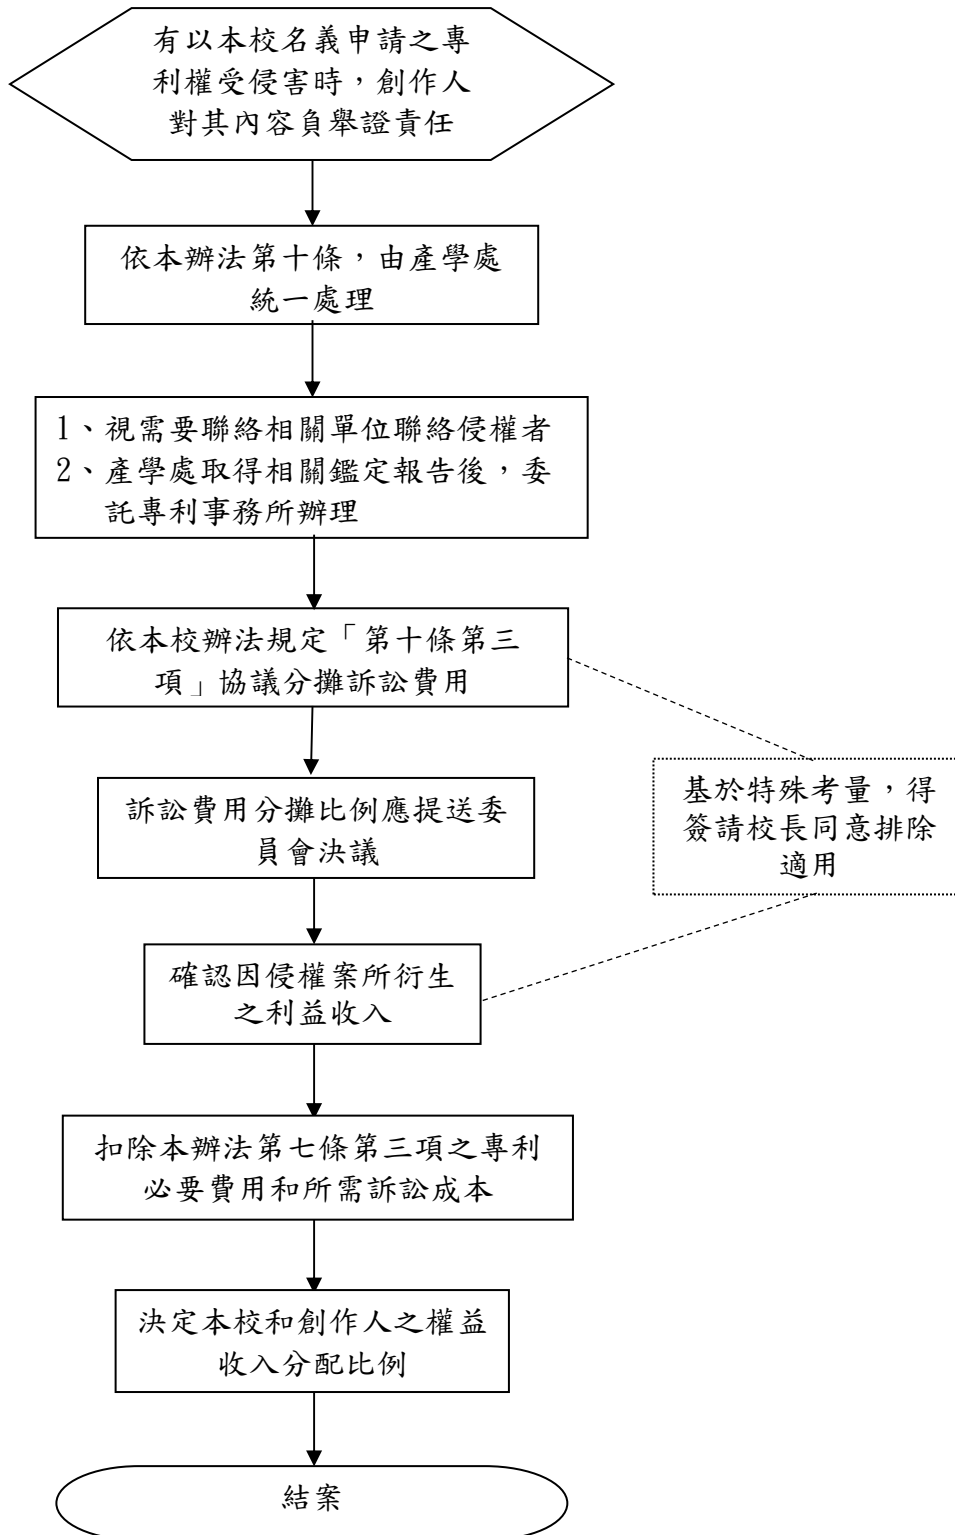 有以本校名義申請之專
利權受侵害時，創作人
對其內容負舉證責任
依本辦法第十條，由產學處
統一處理
1、視需要聯絡相關單位聯絡侵權者
2、產學處取得相關鑑定報告後，委
託專利事務所辦理
依本校辦法規定「第十條第三
項」協議分攤訴訟費用
訴訟費用分攤比例應提送委
員會決議
基於特殊考量，得
簽請校長同意排除
適用
確認因侵權案所衍生
之利益收入
扣除本辦法第七條第三項之專利
必要費用和所需訴訟成本
決定本校和創作人之權益
收入分配比例
結案